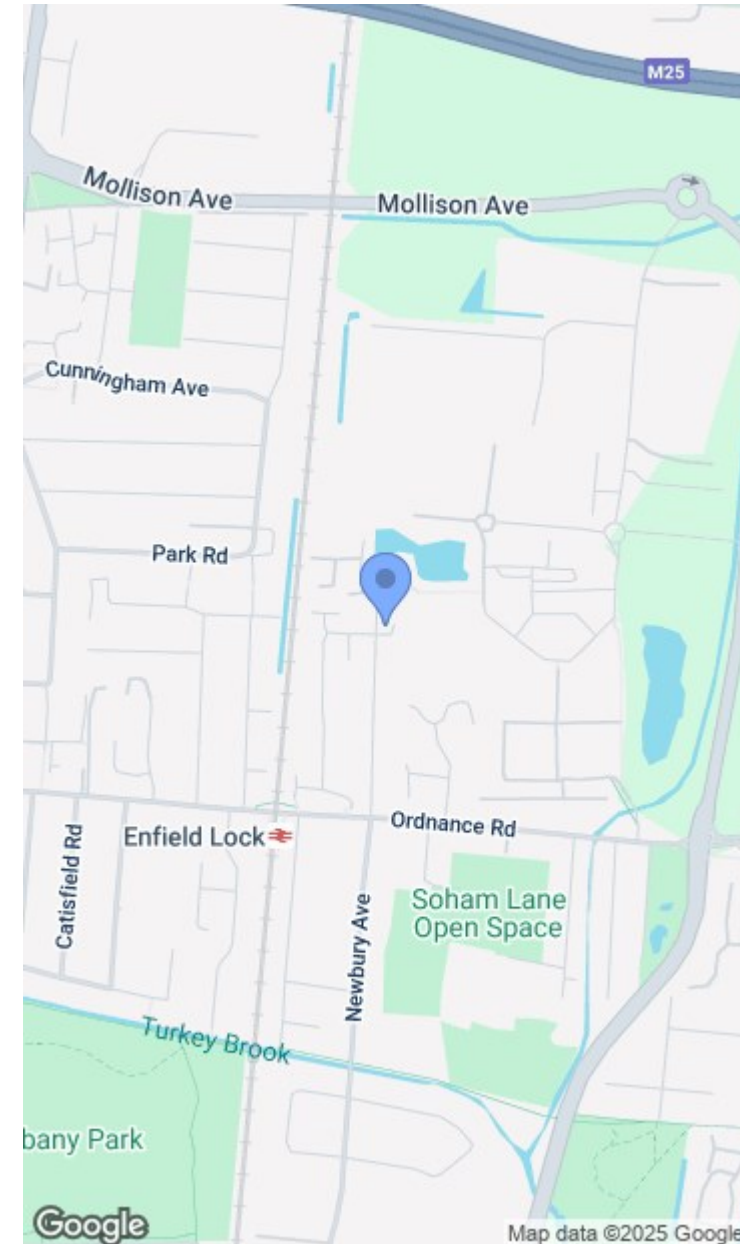 M25
Mollison Ave
Mollison Ave
Cunningham Ave
Park Rd
Ordnance Rd
Enfield Lock
Catisfield Rd
Soham Lane
Open Space
Newbury Ave
Turkey Brook
bany Park
Google
Map data ©2025 Google